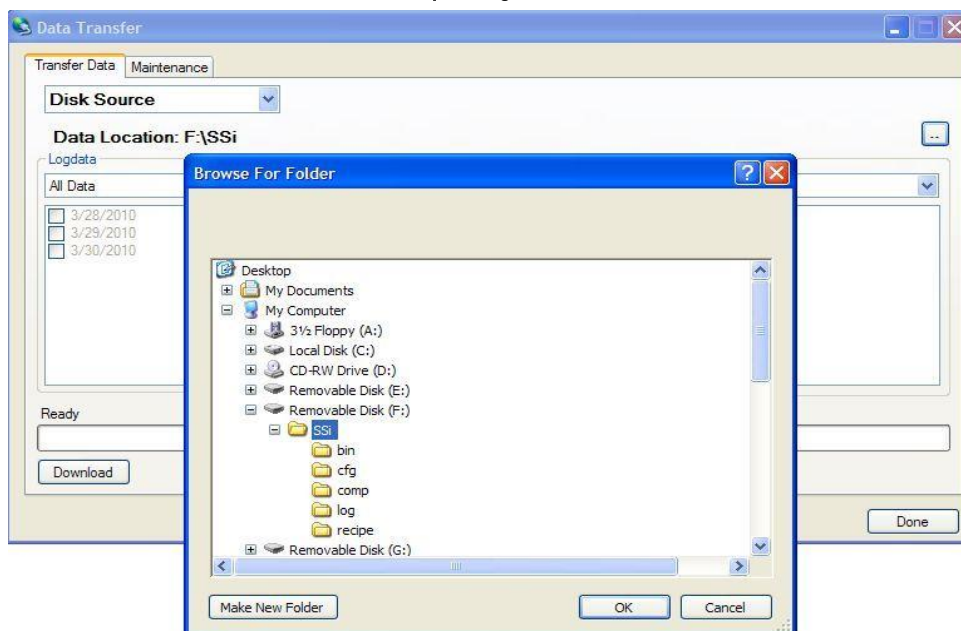 Data Transfer
Transfer Data Maintenance
Disk Source
Data Location: F:\SSi
..
Logdata
All Data
3/28/2010
3/29/2010
3/30/2010
Ready
Download
Done
Browse For Folder
Desktop
My Documents
My Computer
3½ Floppy (A:)
Local Disk (C:)
CD-RW Drive (D:)
Removable Disk (E:)
Removable Disk (F:)
SSi
bin
cfg
comp
log
recipe
Removable Disk (G:)
Make New Folder OK Cancel